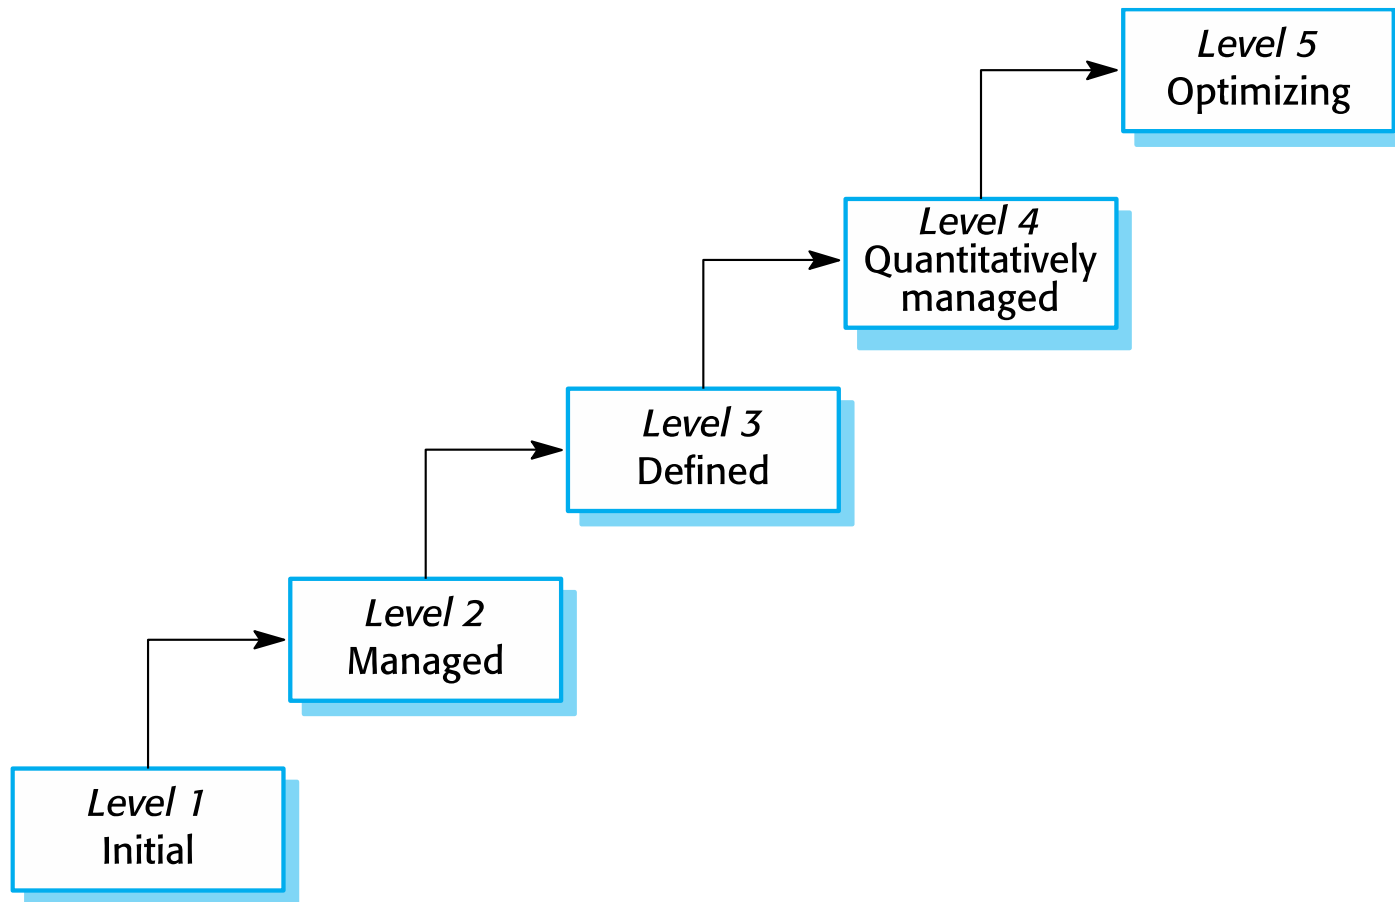 Level 5
Optimizing
Level 4
Quantitatively
managed
Level 3
Defined
Level 2
Managed
Level 1
Initial